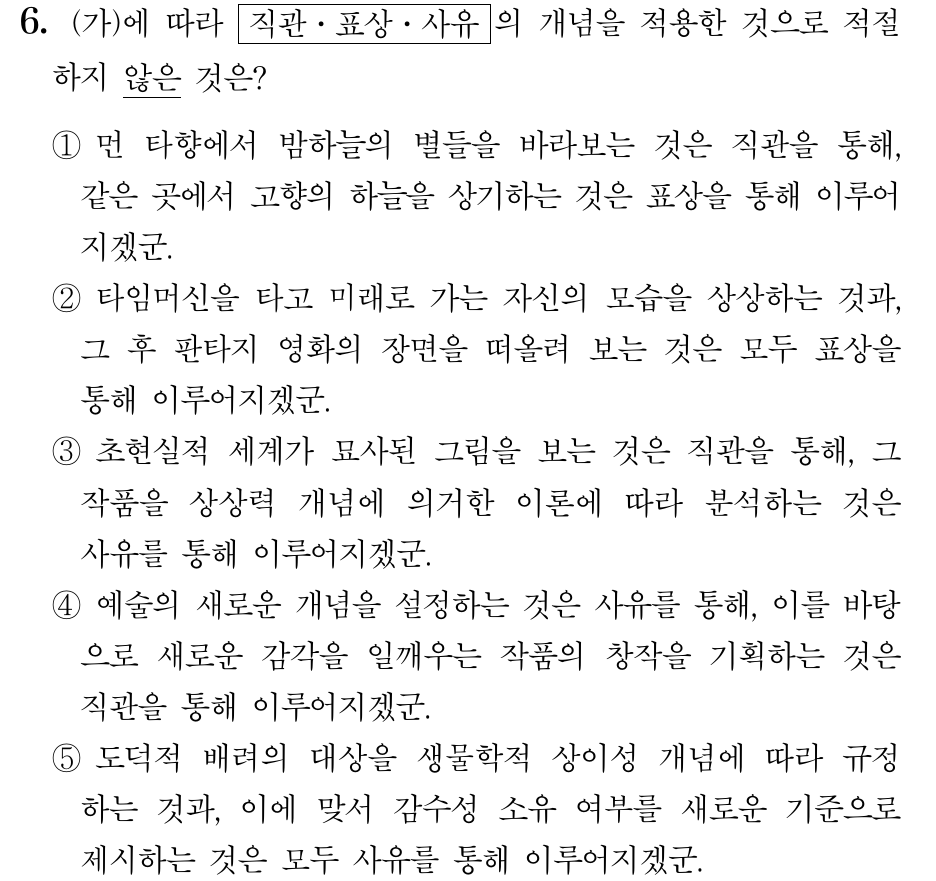 6. (가)에 따라 직관·표상·사유의 개념을 적용한 것으로 적절
하지 않은 것은?
① 먼 타향에서 밤하늘의 별들을 바라보는 것은 직관을 통해,
같은 곳에서 고향의 하늘을 상기하는 것은 표상을 통해 이루어
지겠군.
② 타임머신을 타고 미래로 가는 자신의 모습을 상상하는 것과,
그 후 판타지 영화의 장면을 떠올려 보는 것은 모두 표상을
통해 이루어지겠군.
③ 초현실적 세계가 묘사된 그림을 보는 것은 직관을 통해, 그
작품을 상상력 개념에 의거한 이론에 따라 분석하는 것은
사유를 통해 이루어지겠군.
④ 예술의 새로운 개념을 설정하는 것은 사유를 통해, 이를 바탕
으로 새로운 감각을 일깨우는 작품의 창작을 기획하는 것은
직관을 통해 이루어지겠군.
⑤ 도덕적 배려의 대상을 생물학적 상이성 개념에 따라 규정
하는 것과, 이에 맞서 감수성 소유 여부를 새로운 기준으로
제시하는 것은 모두 사유를 통해 이루어지겠군.